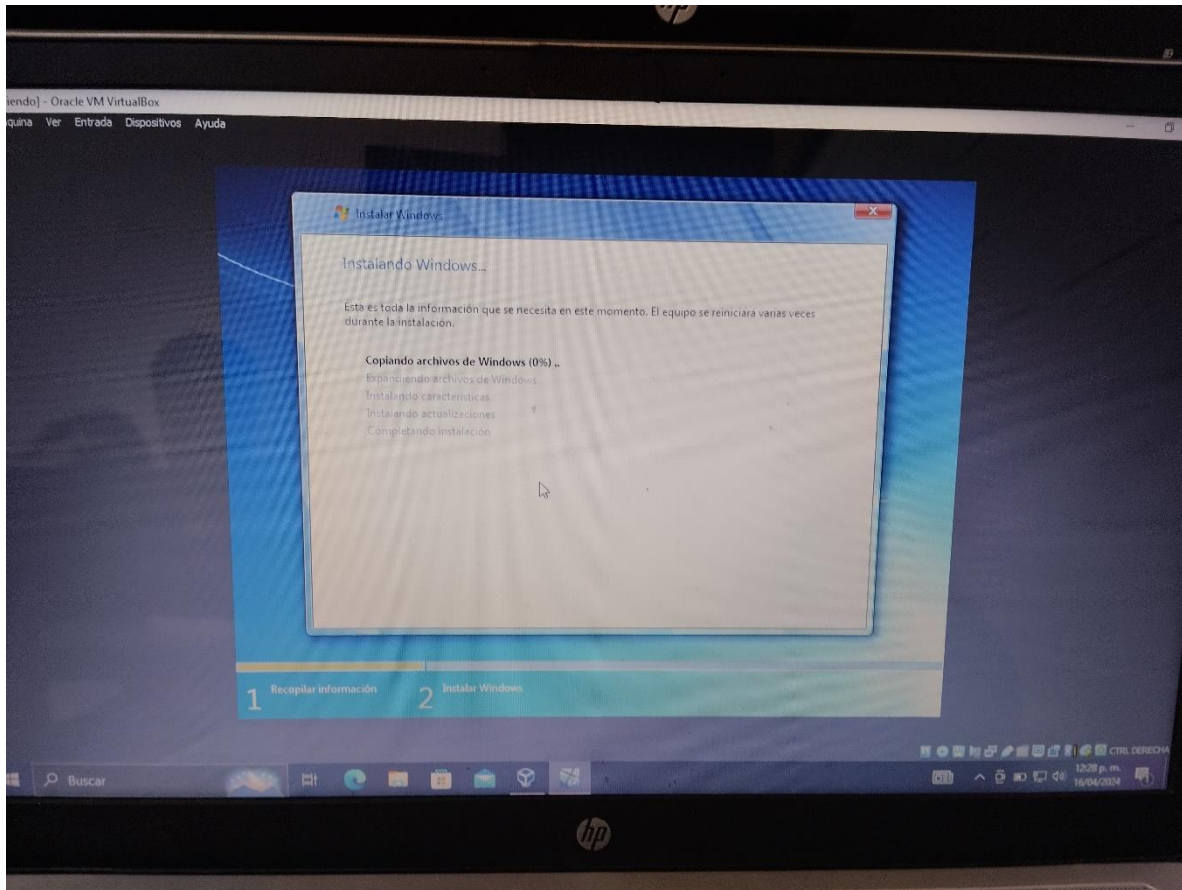 hp
iendo] - Oracle VM VirtualBox
quina Ver Entrada Dispositivos Ayuda
Instalar Windows
Instalando Windows...
Ésta es toda la información que se necesita en este momento. El equipo se reiniciará varias veces
durante la instalación.
Copiando archivos de Windows (0%) ..
Expandiendo archivos de Windows
Instalando características
Instalando actualizaciones
Completando instalación
1 Recopilar información 2 Instalar Windows
CTRL DERECHA
Buscar
12:28 p. m.
16/04/2024
hp